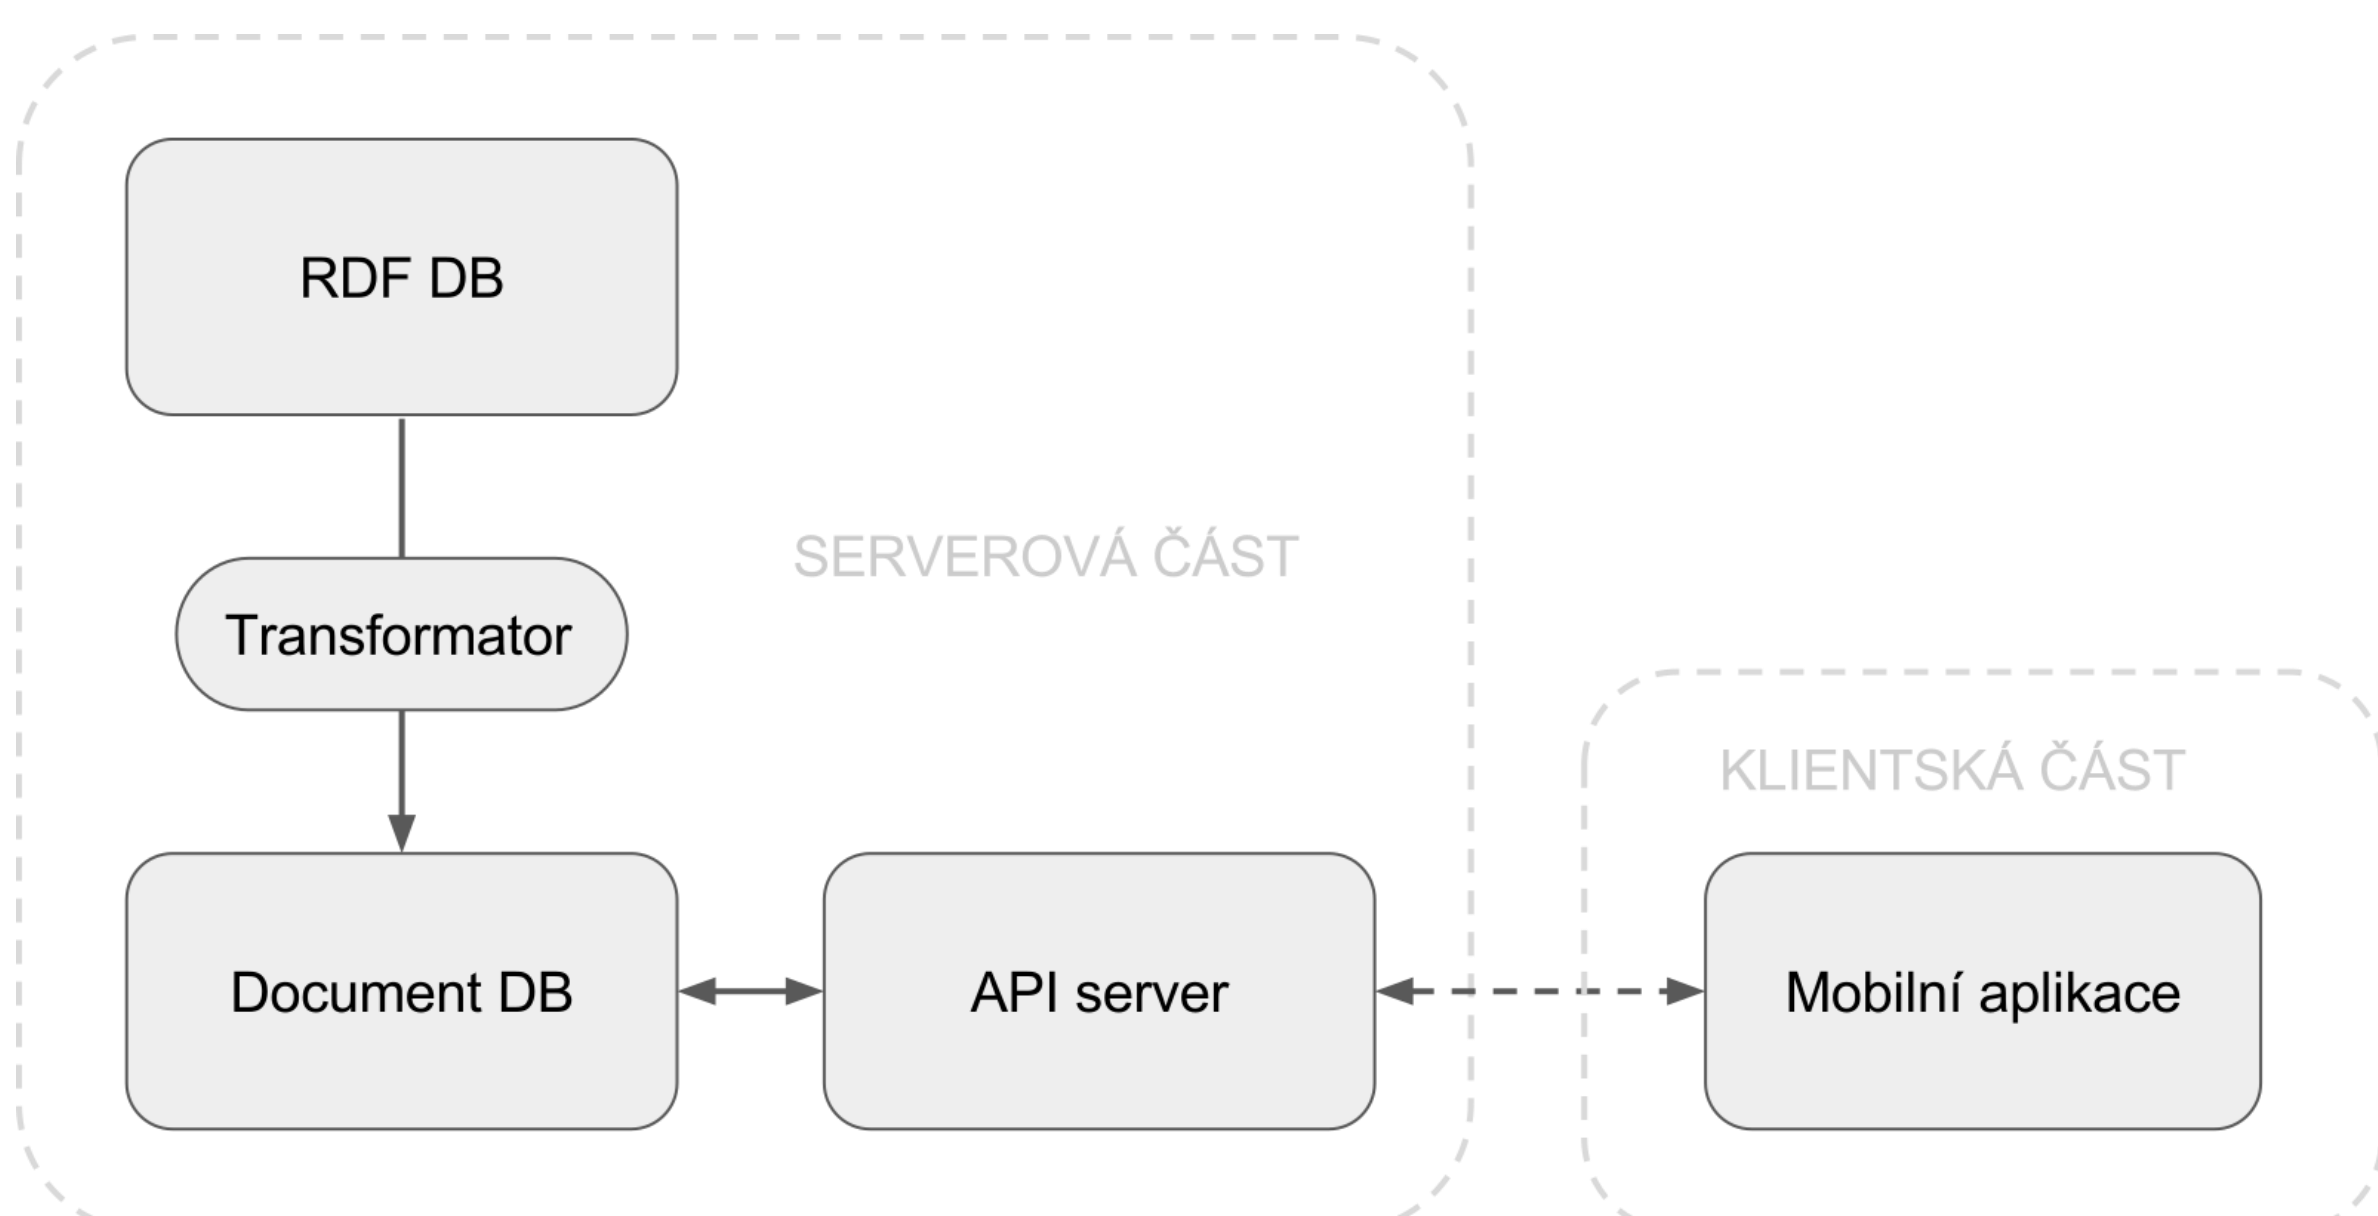 RDF DB
SERVEROVÁ ČÁST
Transformator
KLIENTSKÁ ČÁST
Document DB
API server
Mobilní aplikace